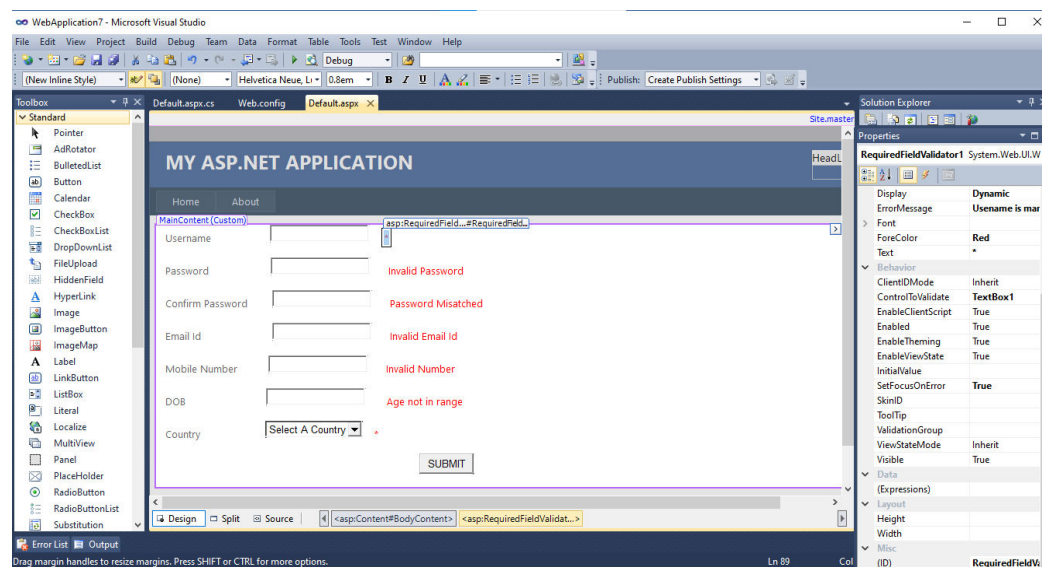 WebApplication7 - Microsoft Visual Studio
File Edit View Project Build Debug Team Data Format Table Tools Test Window Help
Debug
(New Inline Style) (None) Helvetica Neue, Lu 0.8em B I U A Publish: Create Publish Settings
Toolbox
Standard
Pointer
AdRotator
BulletedList
Button
Calendar
CheckBox
CheckBoxList
DropDownList
FileUpload
HiddenField
HyperLink
Image
ImageButton
ImageMap
Label
LinkButton
ListBox
Literal
Localize
MultiView
Panel
PlaceHolder
RadioButton
RadioButtonList
Substitution
Default.aspx.cs Web.config Default.aspx
Site.master
MY ASP.NET APPLICATION
HeadL
Home About
MainContent (Custom)
asp:RequiredField...#RequiredField...
Username *
Password Invalid Password
Confirm Password Password Misatched
Email Id Invalid Email Id
Mobile Number Invalid Number
DOB Age not in range
Country Select A Country *
SUBMIT
Design Split Source <asp:Content#BodyContent> <asp:RequiredFieldValidat...>
Solution Explorer
Properties
RequiredFieldValidator1 System.Web.UI.W
Display Dynamic
ErrorMessage Usename is mar
Font
ForeColor Red
Text *
Behavior
ClientIDMode Inherit
ControlToValidate TextBox1
EnableClientScript True
Enabled True
EnableTheming True
EnableViewState True
InitialValue
SetFocusOnError True
SkinID
ToolTip
ValidationGroup
ViewStateMode Inherit
Visible True
Data
(Expressions)
Layout
Height
Width
Misc
(ID) RequiredFieldVa
Error List Output
Drag margin handles to resize margins. Press SHIFT or CTRL for more options. Ln 89 Col